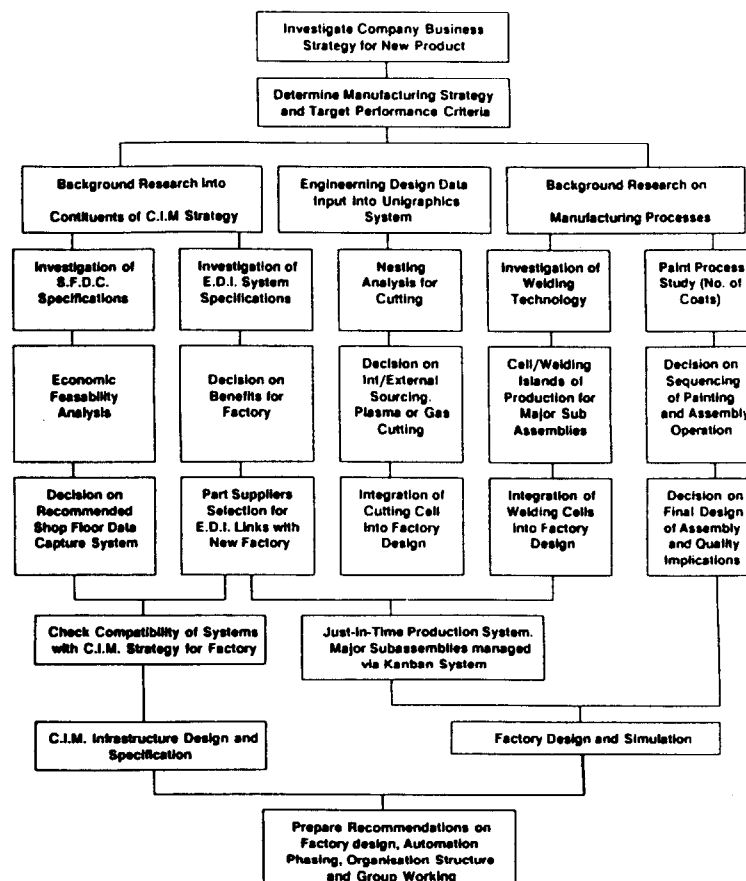 Investigate Company Business
Strategy for New Product
Determine Manufacturing Strategy
and Target Performance Criteria
Background Research Into
Contituents of C.I.M Strategy
Engineerning Design Data
Input into Unigraphics
System
Background Research on
Manufacturing Processes
Investigation of
S.F.D.C.
Specifications
Investigation of
E.D.I. System
Specifications
Nesting
Analysis for
Cutting
Investigation of
Welding
Technology
Paint Process
Study (No. of
Coats)
Economic
Feasability
Analysis
Decision on
Benefits for
Factory
Decision on
Int/External
Sourcing.
Plasma or Gas
Cutting
Cell/Welding
Islands of
Production for
Major Sub
Assemblies
Decision on
Sequencing
of Painting
and Assembly
Operation
Decision on
Recommended
Shop Floor Data
Capture System
Part Suppliers
Selection for
E.D.I. Links with
New Factory
Integration of
Cutting Cell
Into Factory
Design
Integration of
Welding Cells
into Factory
Design
Decision on
Final Design
of Assembly
and Quality
Implications
Check Compatibility of Systems
with C.I.M. Strategy for Factory
Just-in-Time Production System.
Major Subassemblies managed
via Kanban System
C.I.M. Infrastructure Design and
Specification
Factory Design and Simulation
Prepare Recommendations on
Factory design, Automation
Phasing, Organisation Structure
and Group Working